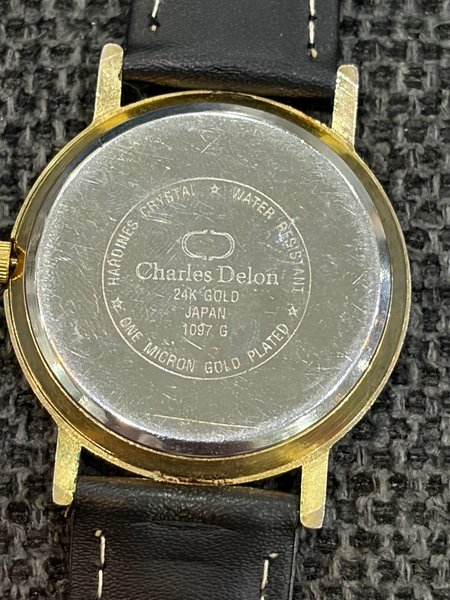 HARDINES CRYSTAL ☆ WATER RESISTANT ☆
Charles Delon
24K GOLD
JAPAN
1097 G
ONE MICRON GOLD PLATED ☆